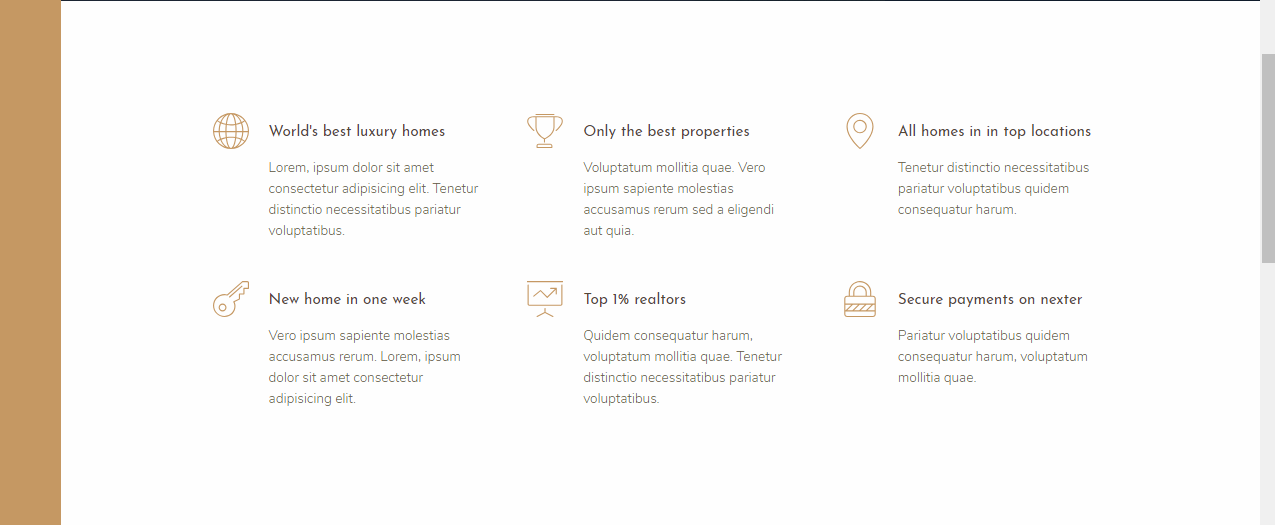 World's best luxury homes
Lorem, ipsum dolor sit amet
consectetur adipisicing elit. Tenetur
distinctio necessitatibus pariatur
voluptatibus.
Only the best properties
Voluptatum mollitia quae. Vero
ipsum sapiente molestias
accusamus rerum sed a eligendi
aut quia.
All homes in in top locations
Tenetur distinctio necessitatibus
pariatur voluptatibus quidem
consequatur harum.
New home in one week
Vero ipsum sapiente molestias
accusamus rerum. Lorem, ipsum
dolor sit amet consectetur
adipisicing elit.
Top 1% realtors
Quidem consequatur harum,
voluptatum mollitia quae. Tenetur
distinctio necessitatibus pariatur
voluptatibus.
Secure payments on nexter
Pariatur voluptatibus quidem
consequatur harum, voluptatum
mollitia quae.